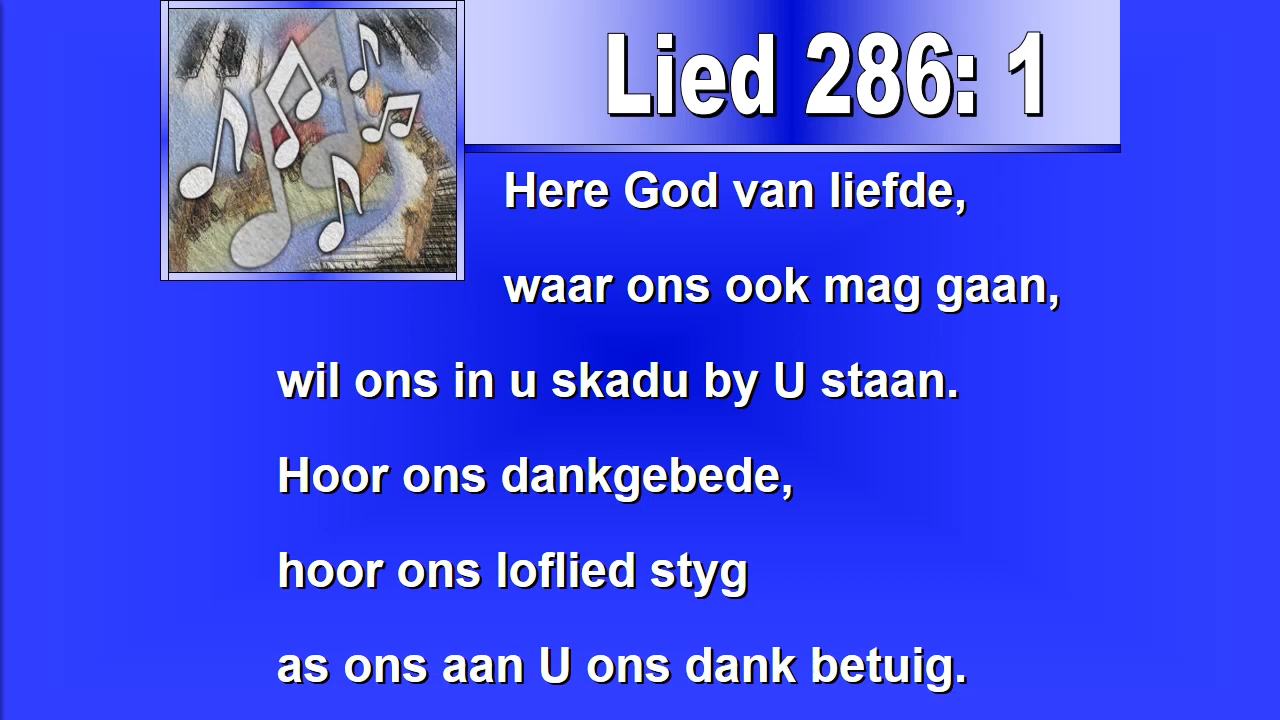 Lied 286: 1
Here God van liefde,
waar ons ook mag gaan,
wil ons in u skadu by U staan.
Hoor ons dankgebede,
hoor ons loflied styg
as ons aan U ons dank betuig.